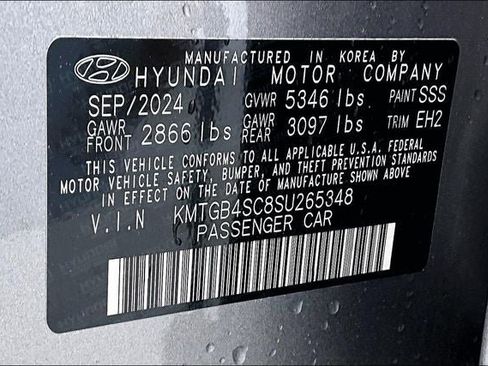 MANUFACTURED IN KOREA BY
HYUNDAI MOTOR COMPANY
SEP/2024 GVWR 5346 lbs PAINT SSS
GAWR FRONT 2866 lbs GAWR REAR 3097 lbs TRIM EH2
THIS VEHICLE CONFORMS TO ALL APPLICABLE U.S.A. FEDERAL
MOTOR VEHICLE SAFETY, BUMPER, AND THEFT PREVENTION STANDARDS
IN EFFECT ON THE DATE OF MANUFACTURE SHOWN ABOVE.
V.I.N KMTGB4SC8SU265348
PASSENGER CAR